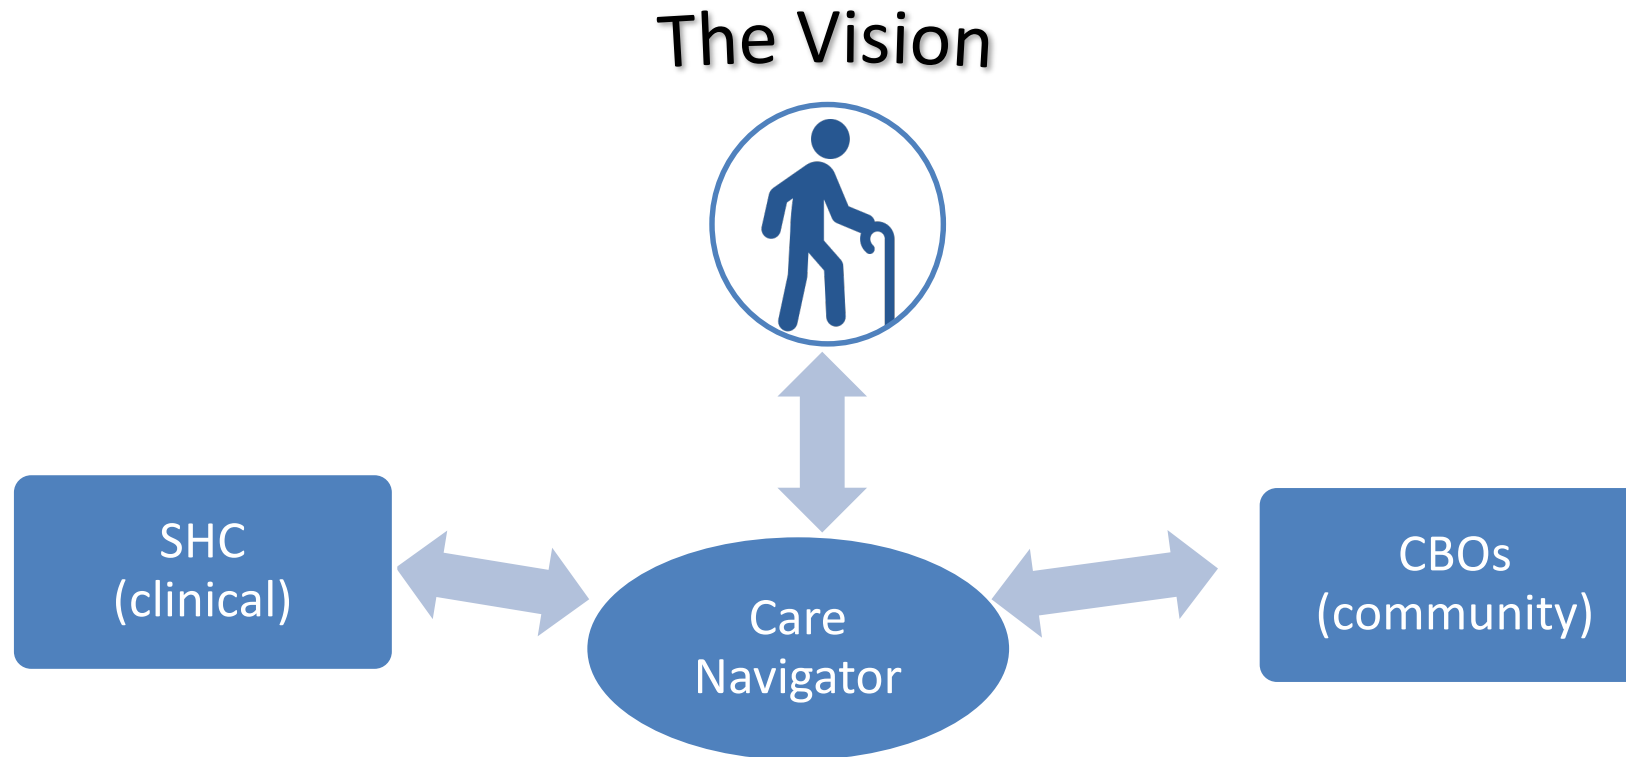 The Vision
SHC
(clinical)
Care
Navigator
CBOs
(community)